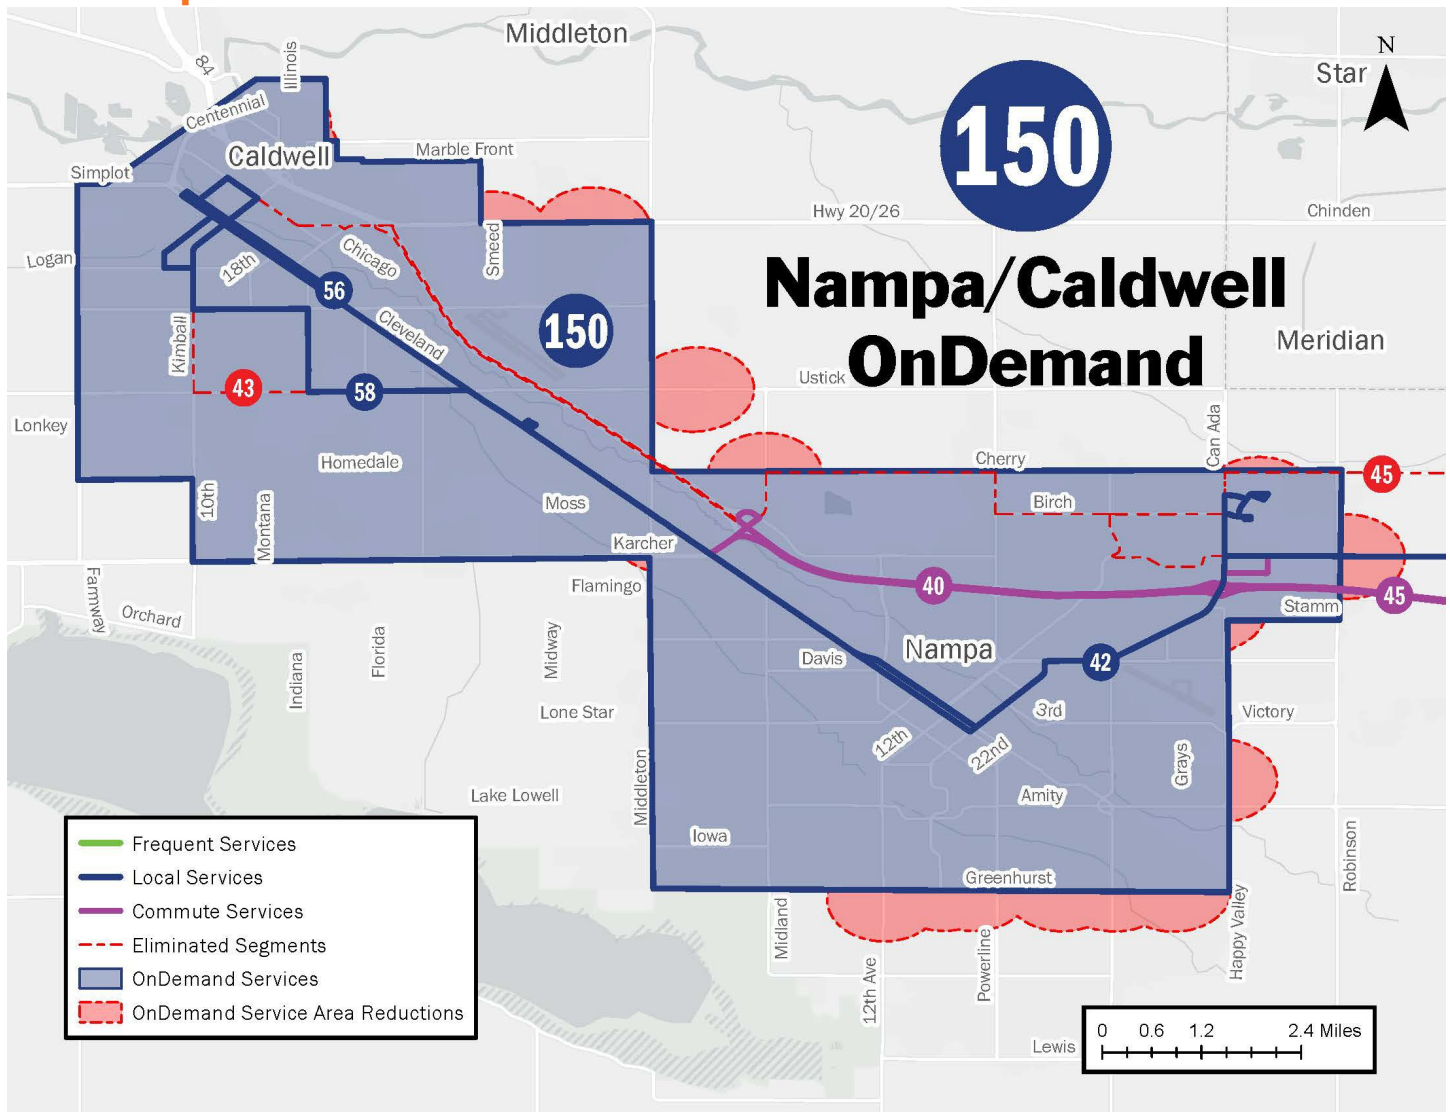 Middleton
N
Star
84
Illinois
Centennial
150
Caldwell
Marble Front
Simplot
Hwy 20/26
Chinden
Logan
18th
Chicago
Smeed
Nampa/Caldwell
OnDemand
56
150
Kimball
Cleveland
Meridian
43
58
Ustick
Lonkey
Can Ada
Homedale
Cherry
45
10th
Montana
Moss
Birch
Karcher
Flamingo
40
45
Farmway
Orchard
Stamm
Indiana
Florida
Midway
Davis
Nampa
42
Lone Star
3rd
Victory
12th
22nd
Grays
Middleton
Lake Lowell
Amity
Iowa
Robinson
Greenhurst
Frequent Services
Local Services
Commute Services
Eliminated Segments
OnDemand Services
OnDemand Service Area Reductions
Midland
12th Ave
Powerline
Happy Valley
Lewis
0 0.6 1.2 2.4 Miles